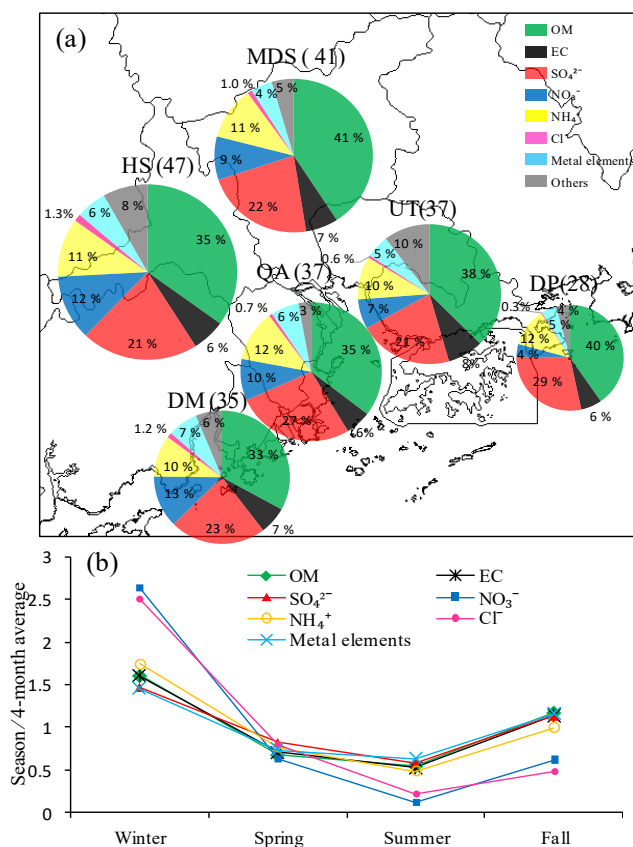 (a)
MDS ( 41)
OM
EC
SO₄²⁻
NO₃⁻
NH₄⁺
Cl⁻
Metal elements
Others
1.0 %
4 %
5 %
41 %
11 %
9 %
22 %
7 %
HS (47)
1.3%
6 %
8 %
35 %
11 %
12 %
21 %
6 %
UT(37)
0.6 %
5 %
10 %
38 %
10 %
7 %
21 %
8%
QA (37)
0.7 %
6 %
3 %
35 %
12 %
10 %
27 %
6%
DP(28)
0.3%
4 %
5 %
40 %
12 %
4 %
29 %
6 %
DM (35)
1.2 %
7 %
6 %
33 %
10 %
13 %
23 %
7 %
(b)
OM
EC
SO₄²⁻
NO₃⁻
NH₄⁺
Cl⁻
Metal elements
Season/4-month average
3
2.5
2
1.5
1
0.5
0
Winter
Spring
Summer
Fall